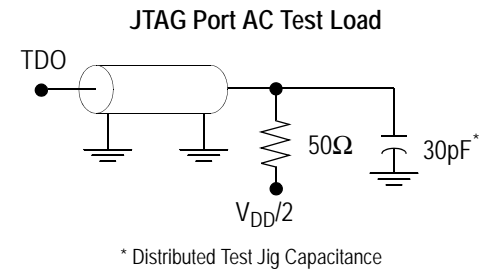 JTAG Port AC Test Load
TDO
50Ω
30pF*
VDD/2
* Distributed Test Jig Capacitance